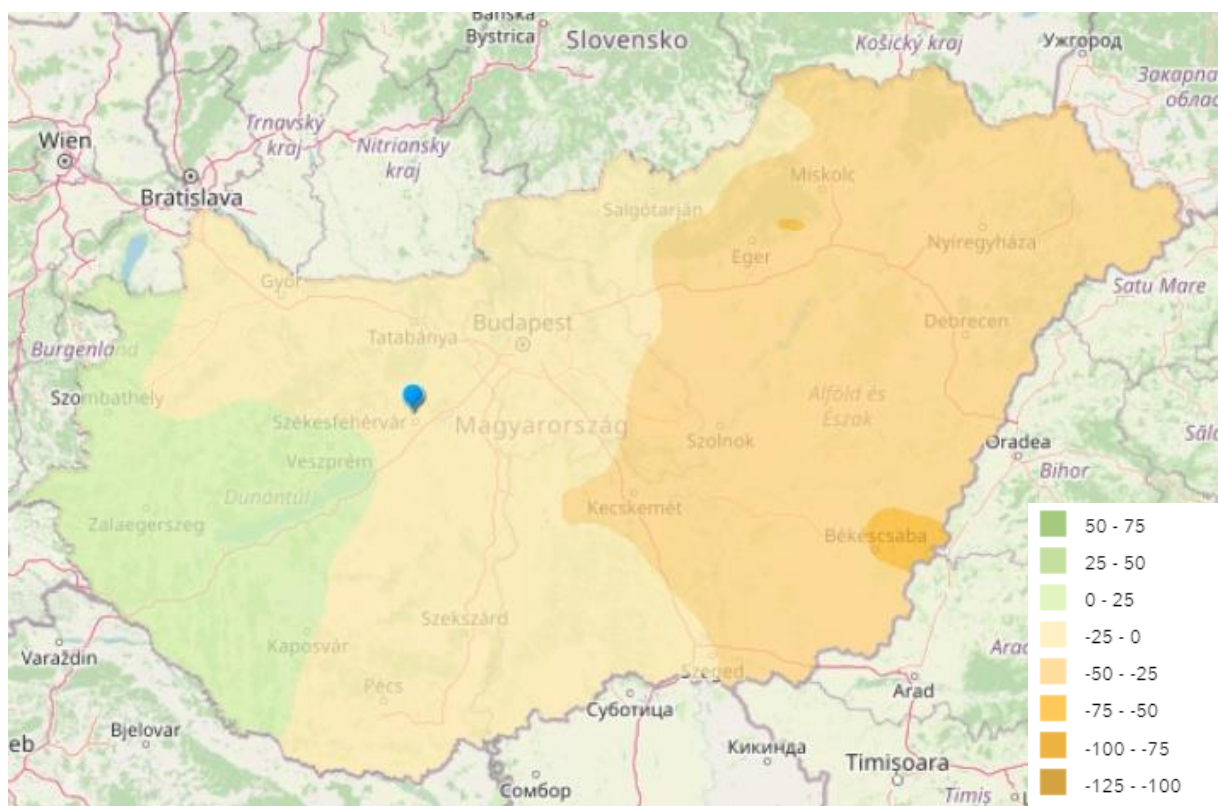 Banská
Bystrica
Slovensko
Košický kraj
Ужгород
Wien
Trnavský
kraj
Nitriansky
kraj
Закарпа
облас
Bratislava
Miskolc
Salgótarján
Nyíregyháza
Eger
Győr
Satu Mare
Budapest
Tatabánya
Debrecen
Burgenland
Szombathely
Alföld és
Észak
Székesfehérvár
Magyarország
Szolnok
Oradea
Veszprém
Bihor
Dunántúl
Kecskemét
Zalaegerszeg
Békéscsaba
Szekszárd
Kaposvár
Varaždin
Szeged
Pécs
Суботица
Arad
Bjelovar
Кикинда
Timișoara
Сомбор
Timiș
50 - 75
25 - 50
0 - 25
-25 - 0
-50 - -25
-75 - -50
-100 - -75
-125 - -100